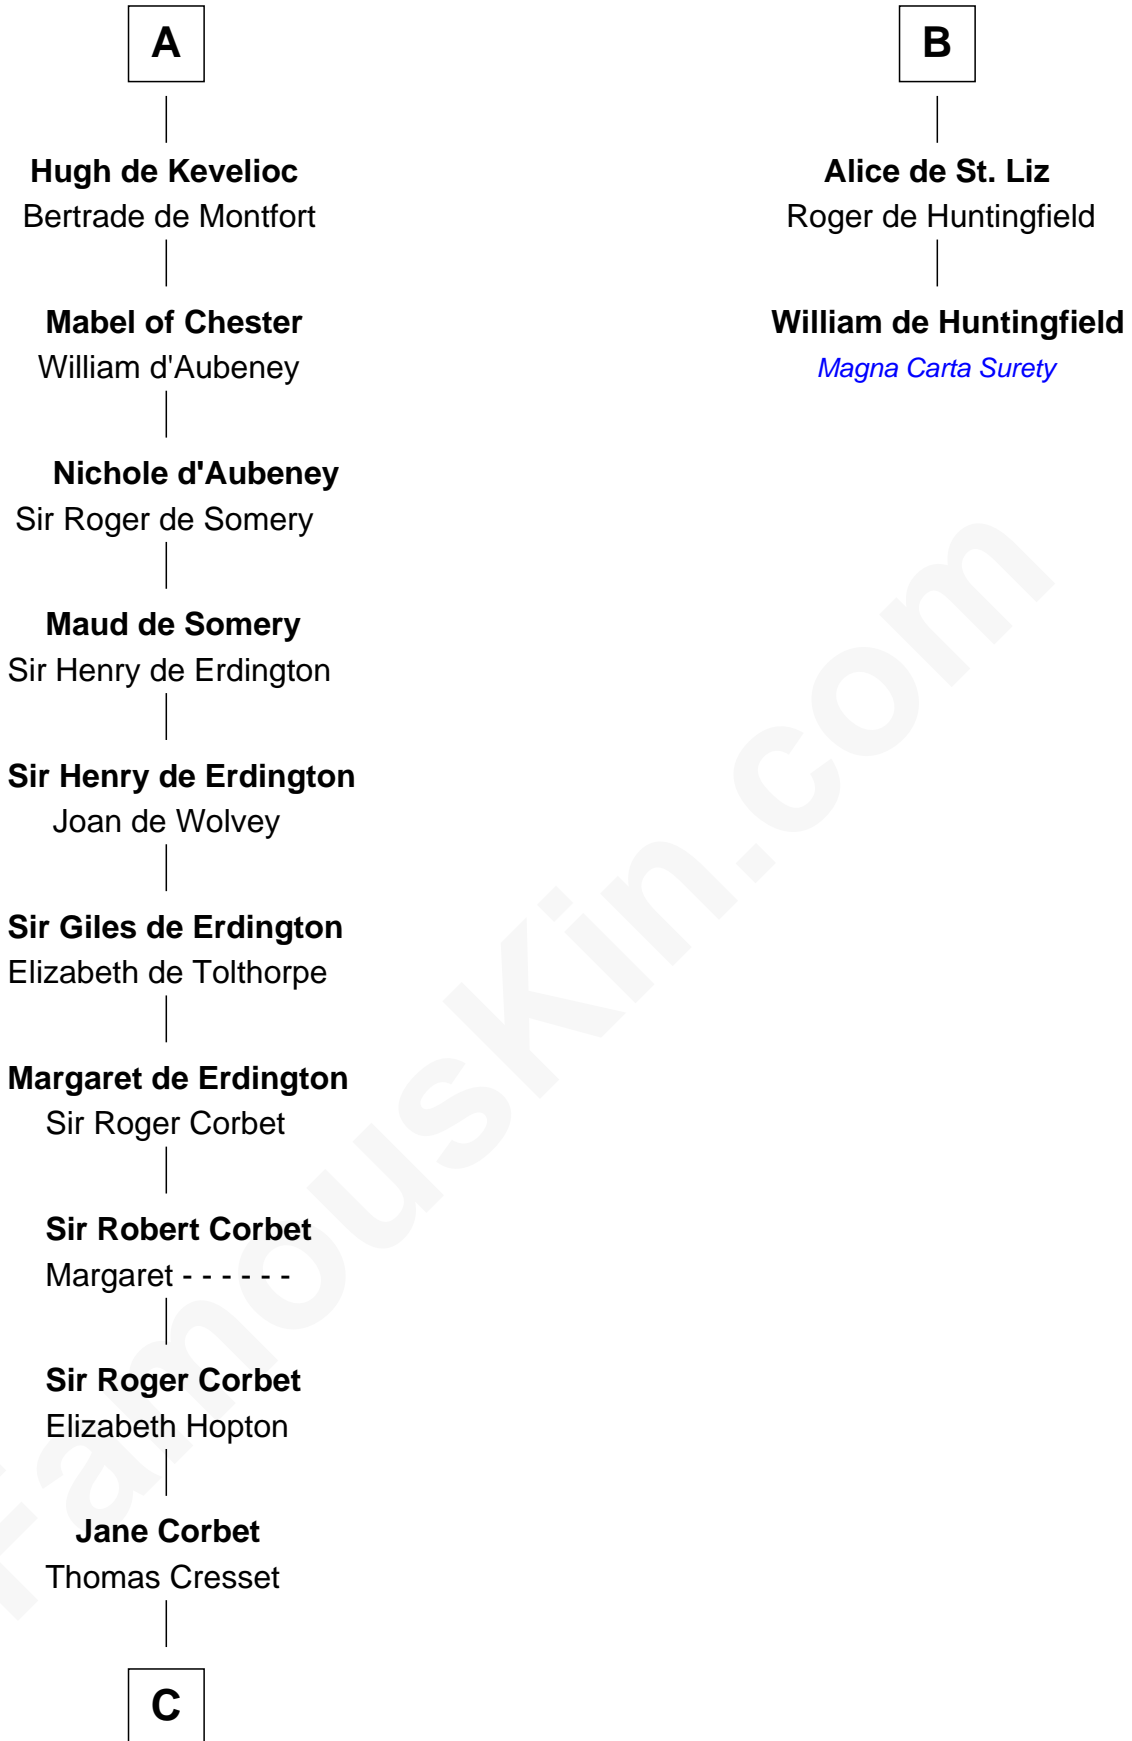 A
Hugh de Kevelioc
Bertrade de Montfort
Mabel of Chester
William d'Aubeney
Nichole d'Aubeney
Sir Roger de Somery
Maud de Somery
Sir Henry de Erdington
Sir Henry de Erdington
Joan de Wolvey
Sir Giles de Erdington
Elizabeth de Tolthorpe
Margaret de Erdington
Sir Roger Corbet
Sir Robert Corbet
Margaret - - - - - -
Sir Roger Corbet
Elizabeth Hopton
Jane Corbet
Thomas Cresset
C
B
Alice de St. Liz
Roger de Huntingfield
William de Huntingfield
Magna Carta Surety
FamousKin.com